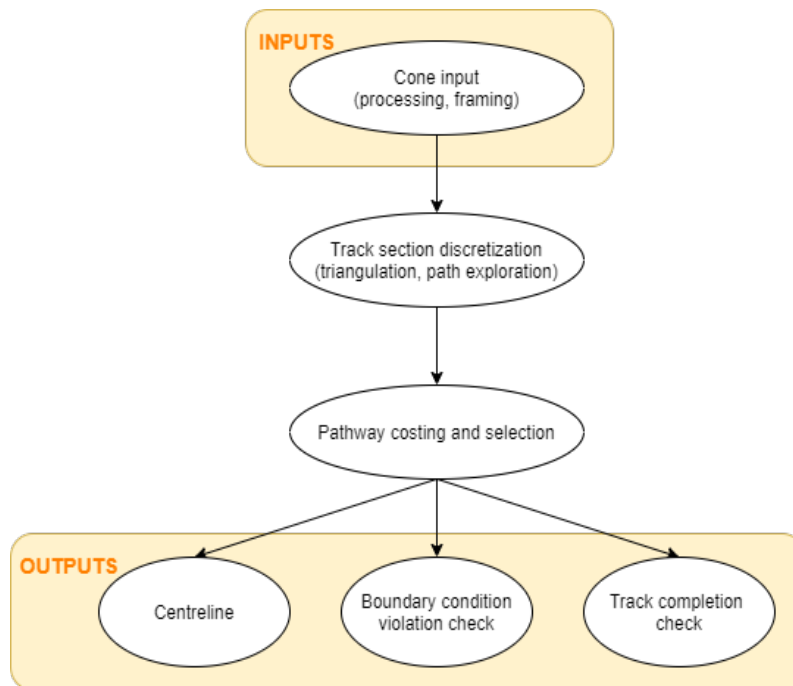 INPUTS
Cone input
(processing, framing)
Track section discretization
(triangulation, path exploration)
Pathway costing and selection
OUTPUTS
Centreline
Boundary condition
violation check
Track completion
check